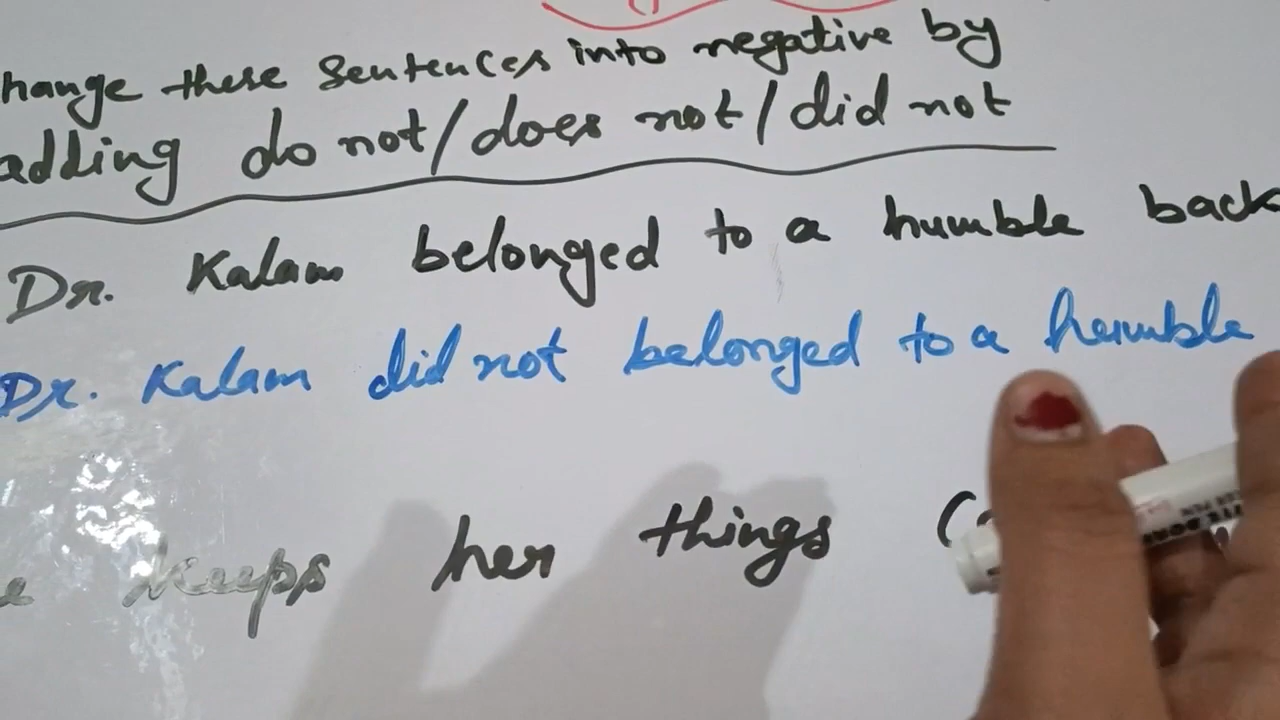 hange these sentences into negative by
adding do not/does not/did not
Dr. Kalam belonged to a humble back
Dr. Kalam did not belonged to a humble
e keeps her things